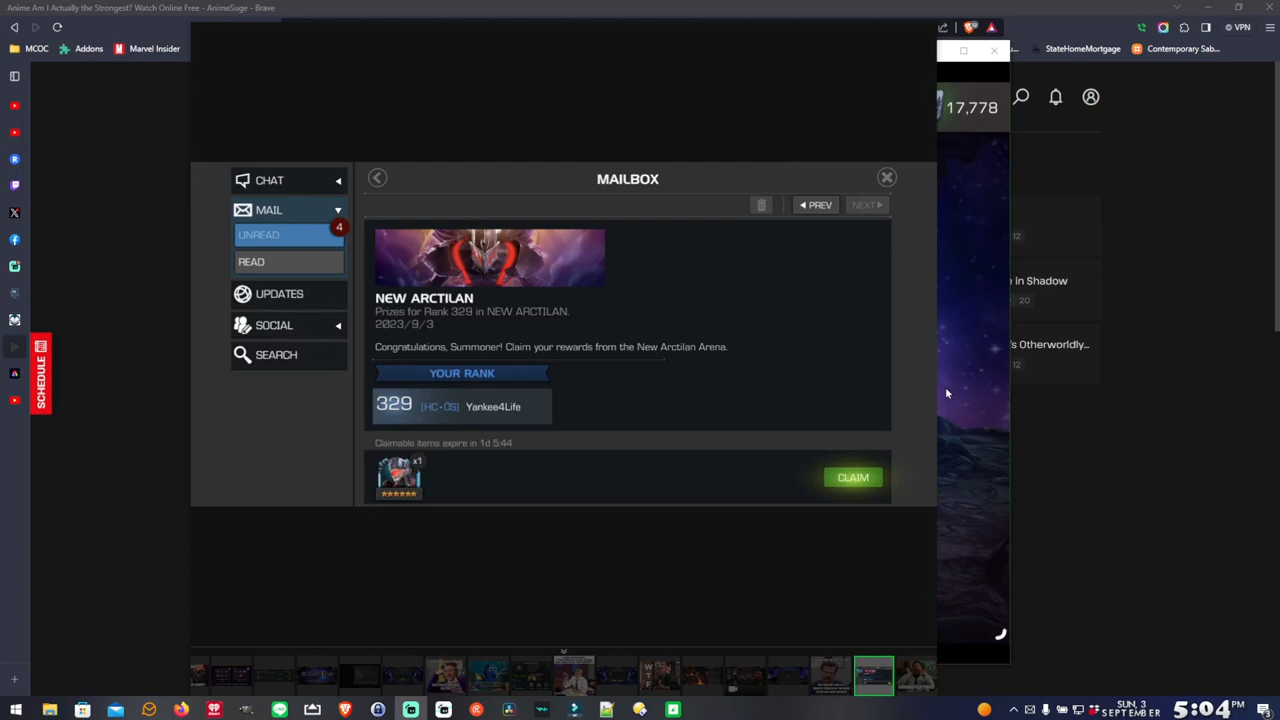 Anime Am I Actually the Strongest? Watch Online Free - AnimeSuge - Brave
VPN
MCOC
Addons
Marvel Insider
StateHomeMortgage
Contemporary Sab...
17,778
CHAT
MAILBOX
MAIL
4
PREV
NEXT
UNREAD
READ
12
NEW ARCTILAN
Prizes for Rank 329 in NEW ARCTILAN.
2023/9/3
e In Shadow
20
UPDATES
SOCIAL
SEARCH
Congratulations, Summoner! Claim your rewards from the New Arctilan Arena.
's Otherworldly...
12
SCHEDULE
YOUR RANK
329 [HC•OS] Yankee4Life
Claimable items expire in 1d 5:44
x1
CLAIM
SUN, 3
SEPTEMBER
5:04 PM